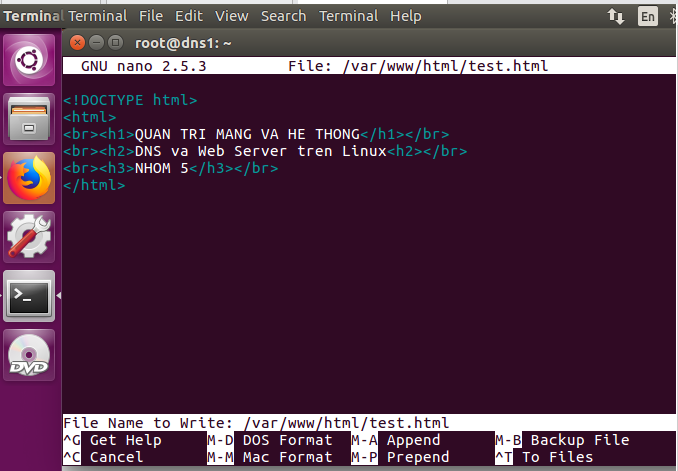 Terminal Terminal File Edit View Search Terminal Help En
root@dns1: ~
GNU nano 2.5.3 File: /var/www/html/test.html
<!DOCTYPE html>
<html>
<br><h1>QUAN TRI MANG VA HE THONG</h1></br>
<br><h2>DNS va Web Server tren Linux<h2></br>
<br><h3>NHOM 5</h3></br>
</html>
File Name to Write: /var/www/html/test.html
^G Get Help M-D DOS Format M-A Append M-B Backup File
^C Cancel M-M Mac Format M-P Prepend ^T To Files
DVD